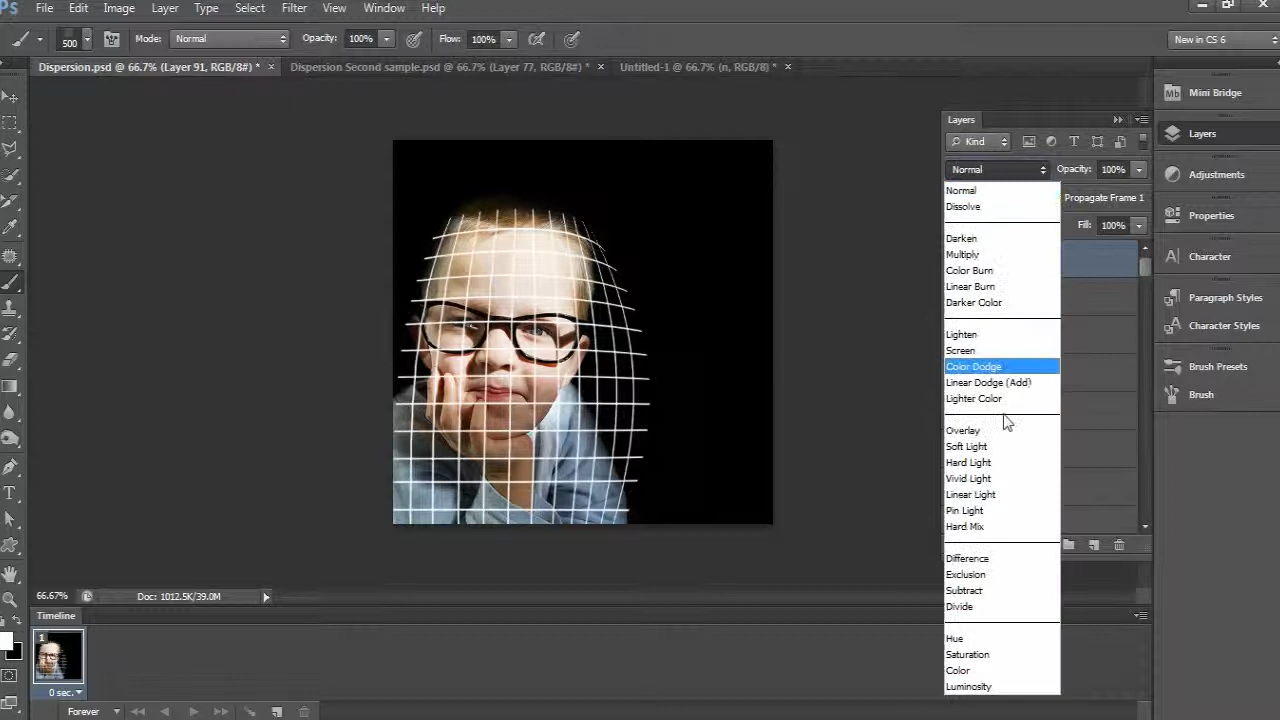 Ps File Edit Image Layer Type Select Filter View Window Help
500 Mode: Normal Opacity: 100% Flow: 100% New in CS 6
Dispersion.psd @ 66.7% (Layer 91, RGB/8#) * × Dispersion Second sample.psd @ 66.7% (Layer 77, RGB/8#) * × Untitled-1 @ 66.7% (n, RGB/8) * ×
Mb Mini Bridge
Layers
Kind
Normal Opacity: 100%
Normal
Propagate Frame 1
Dissolve
Fill: 100%
Darken
Multiply
Color Burn
Linear Burn
Darker Color
Lighten
Screen
Color Dodge
Linear Dodge (Add)
Lighter Color
Overlay
Soft Light
Hard Light
Vivid Light
Linear Light
Pin Light
Hard Mix
Difference
Exclusion
Subtract
Divide
Hue
Saturation
Color
Luminosity
Layers
Adjustments
Properties
Character
Paragraph Styles
Character Styles
Brush Presets
Brush
66.67% Doc: 1012.5K/39.0M
Timeline
1
0 sec.
Forever